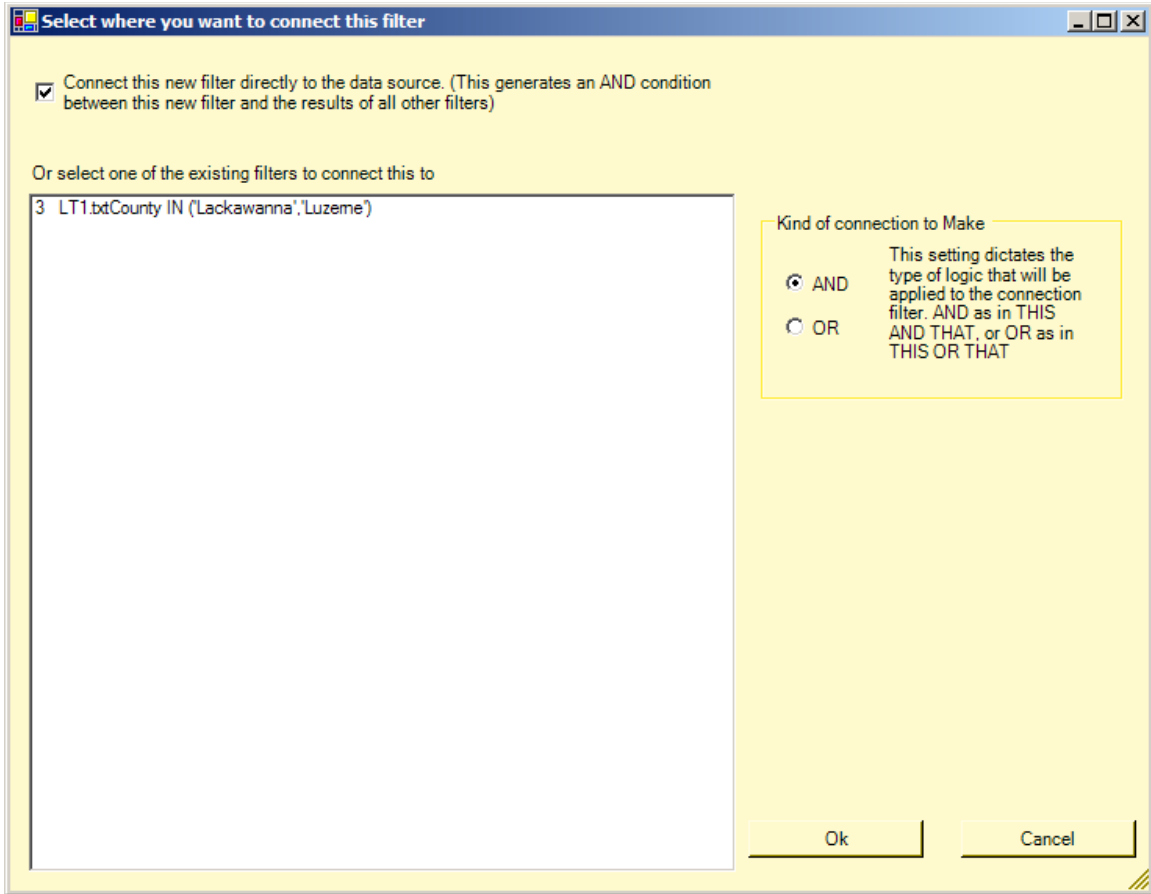 Select where you want to connect this filter
Connect this new filter directly to the data source. (This generates an AND condition
between this new filter and the results of all other filters)
Or select one of the existing filters to connect this to
3 LT1.txtCounty IN ('Lackawanna','Luzerne')
Kind of connection to Make
AND
OR
This setting dictates the
type of logic that will be
applied to the connection
filter. AND as in THIS
AND THAT, or OR as in
THIS OR THAT
Ok
Cancel